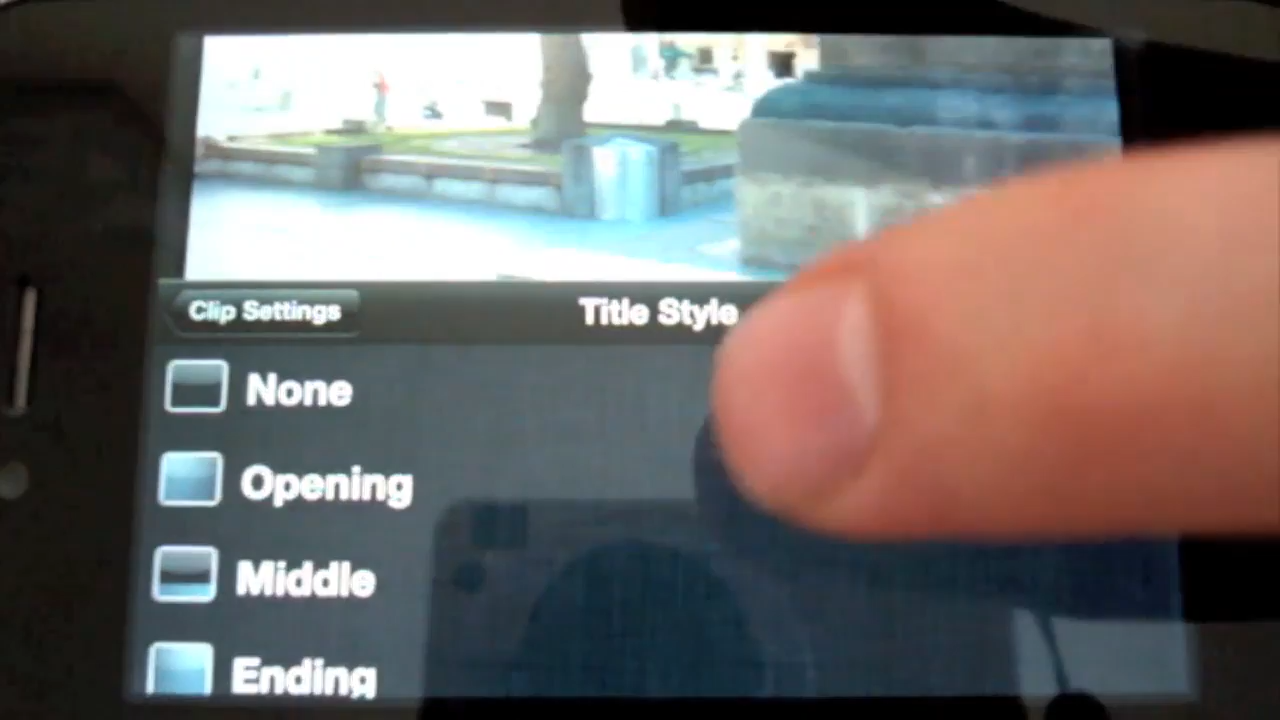 Clip Settings
Title Style
None
Opening
Middle
Ending